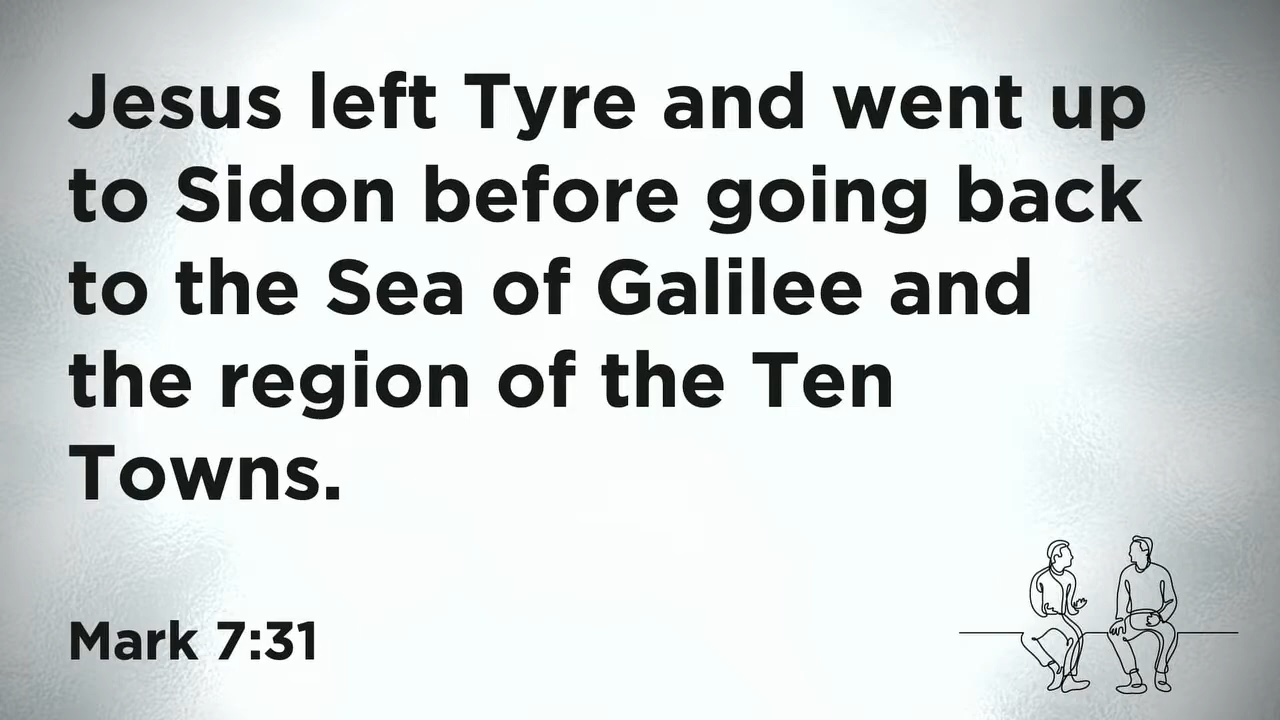 Jesus left Tyre and went up
to Sidon before going back
to the Sea of Galilee and
the region of the Ten
Towns.
Mark 7:31